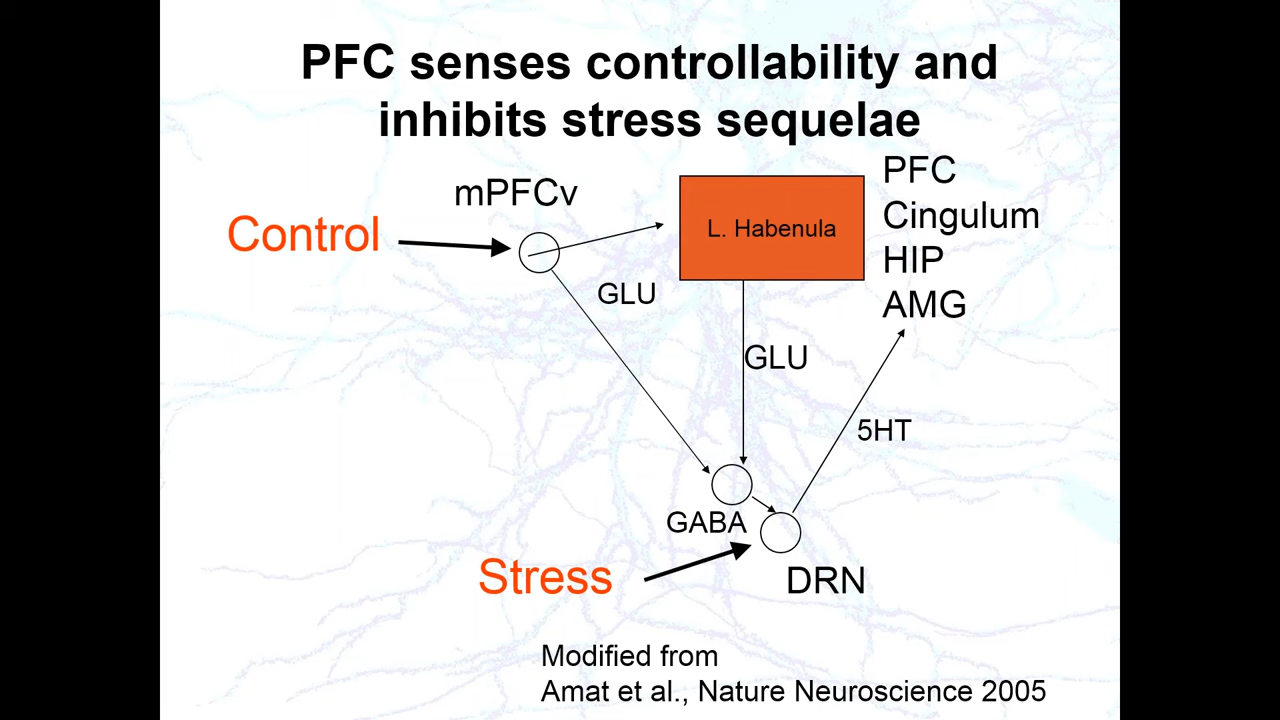 PFC senses controllability and
inhibits stress sequelae
mPFCv
Control
L. Habenula
PFC
Cingulum
HIP
AMG
GLU
GLU
5HT
GABA
Stress
DRN
Modified from
Amat et al., Nature Neuroscience 2005